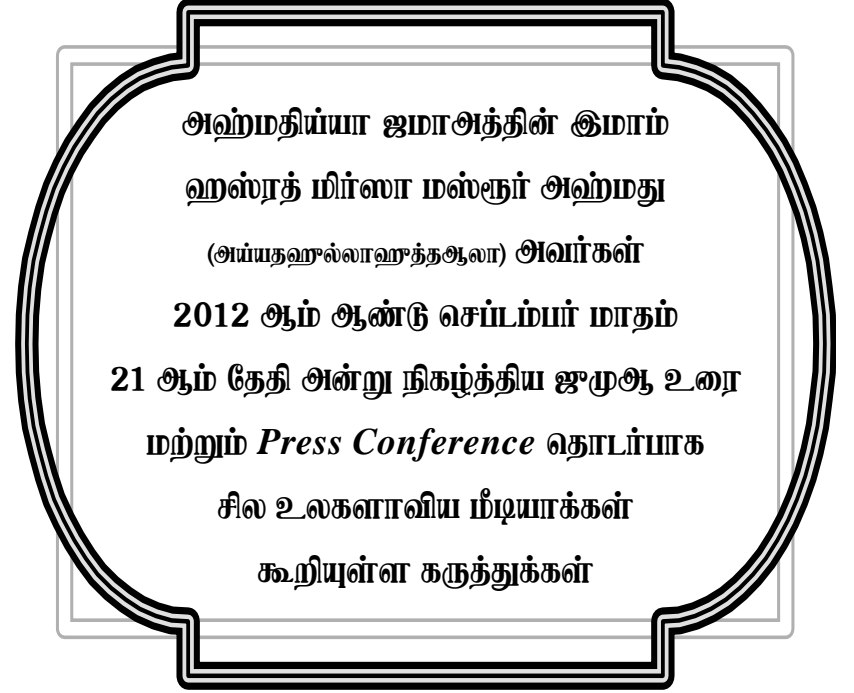 அஹ்மதிய்யா ஜமாஅத்தின் இமாம்
ஹஸ்ரத் மிர்ஸா மஸ்ரூர் அஹ்மது
(அய்யதஹுல்லாஹுத்தஆலா) அவர்கள்
2012 ஆம் ஆண்டு செப்டம்பர் மாதம்
21 ஆம் தேதி அன்று நிகழ்த்திய ஜுமுஆ உரை
மற்றும் Press Conference தொடர்பாக
சில உலகளாவிய மீடியாக்கள்
கூறியுள்ள கருத்துக்கள்